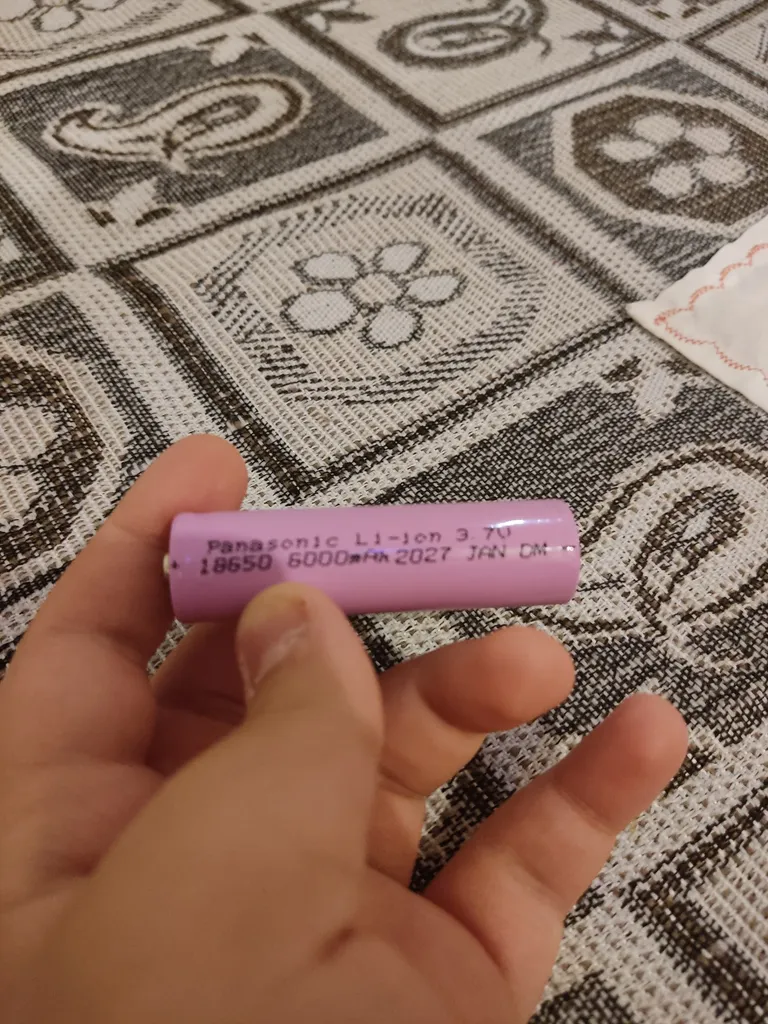 Panasonic Li-ion 3.7V
18650 6000mAh 2027 JAN DM
+